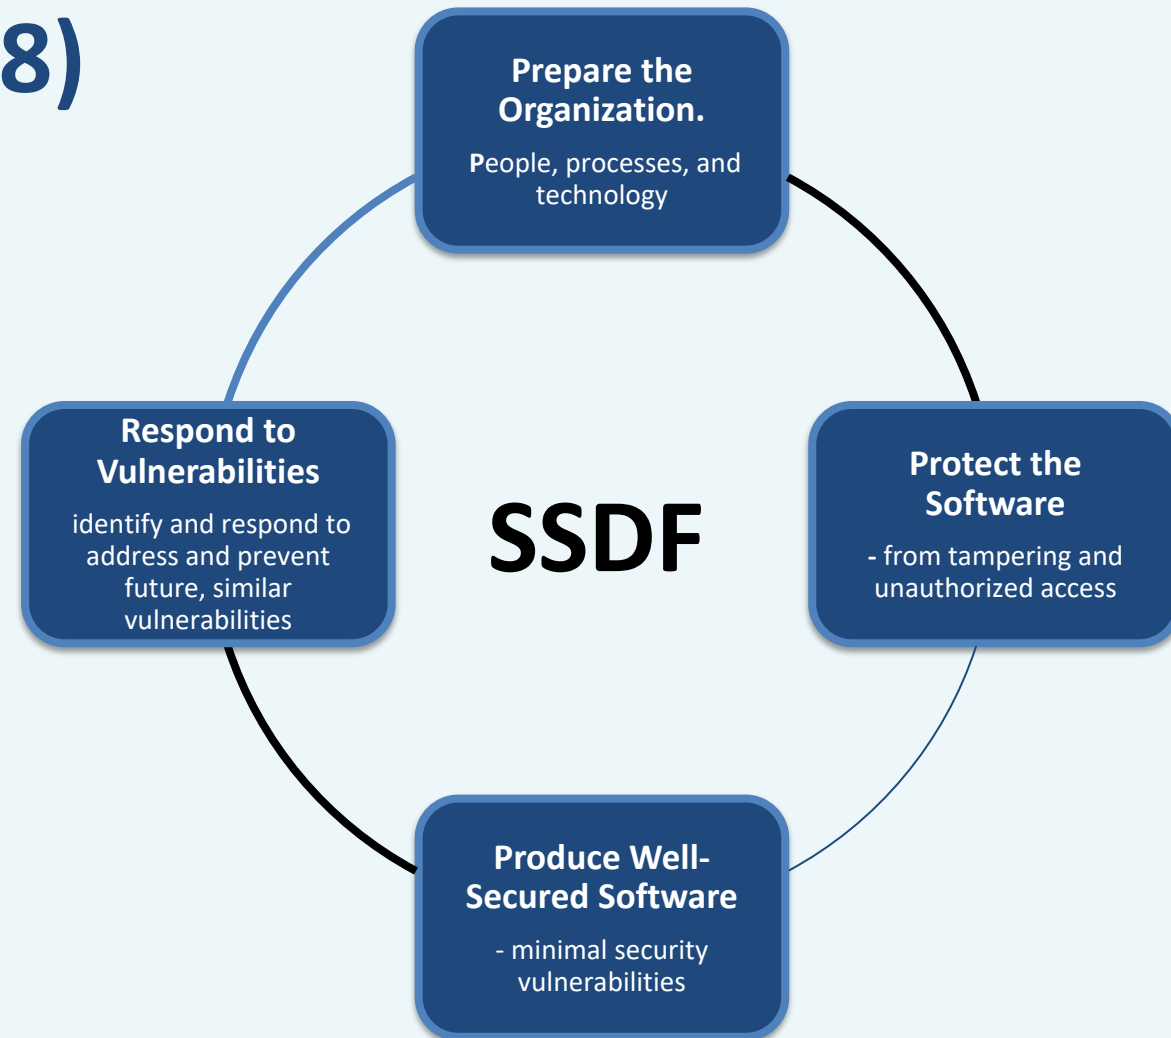 8)
Prepare the
Organization.
People, processes, and
technology
Respond to
Vulnerabilities
identify and respond to
address and prevent
future, similar
vulnerabilities
SSDF
Protect the
Software
- from tampering and
unauthorized access
Produce Well-
Secured Software
- minimal security
vulnerabilities